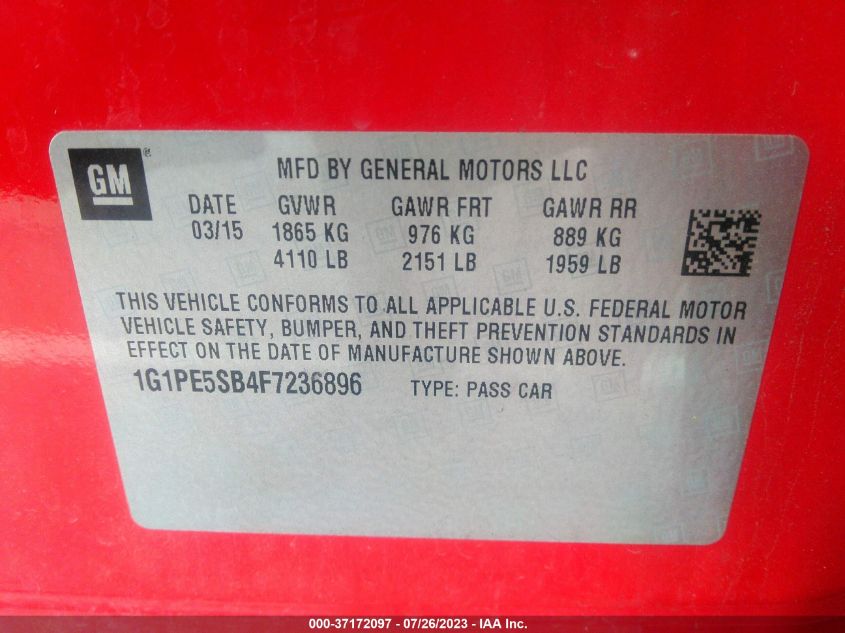 GM ®
MFD BY GENERAL MOTORS LLC
DATE GVWR GAWR FRT GAWR RR
03/15 1865 KG 976 KG 889 KG
4110 LB 2151 LB 1959 LB
THIS VEHICLE CONFORMS TO ALL APPLICABLE U.S. FEDERAL MOTOR
VEHICLE SAFETY, BUMPER, AND THEFT PREVENTION STANDARDS IN
EFFECT ON THE DATE OF MANUFACTURE SHOWN ABOVE.
1G1PE5SB4F7236896 TYPE: PASS CAR
000-37172097 - 07/26/2023 - IAA Inc.